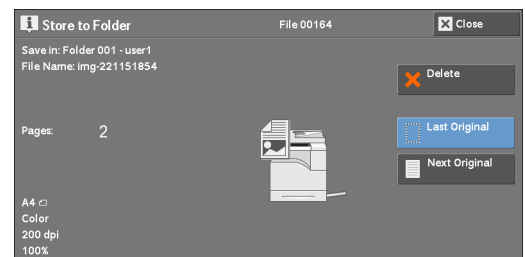 Store to Folder
File 00164
Close
Save in: Folder 001 - user1
File Name: img-221151854
Delete
Pages: 2
Last Original
Next Original
A4
Color
200 dpi
100%